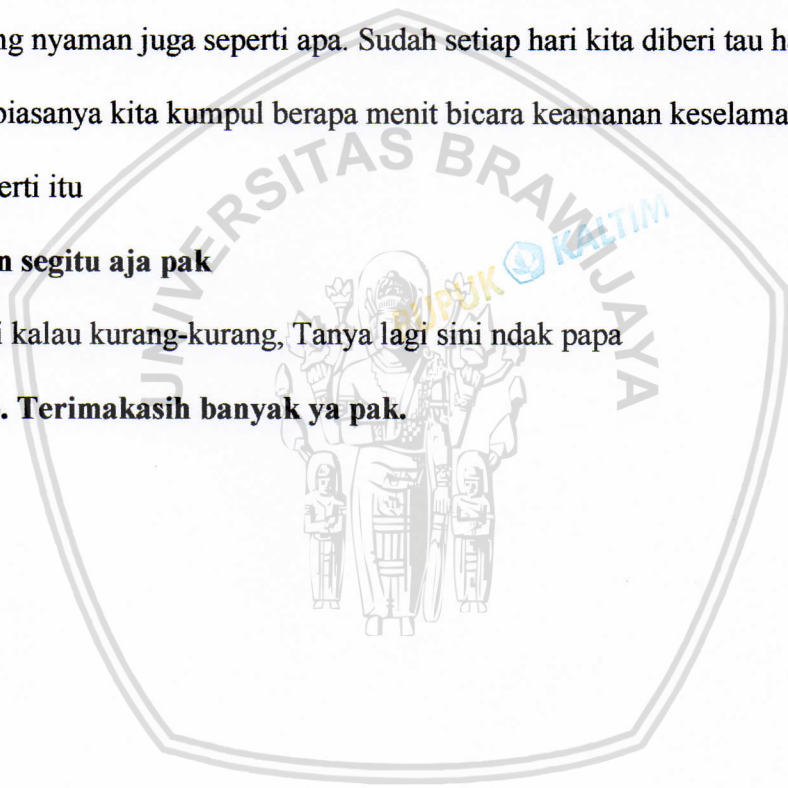 ng nyaman juga seperti apa. Sudah setiap hari kita diberi tau h
biasanya kita kumpul berapa menit bicara keamanan keselama
erti itu
n segitu aja pak
i kalau kurang-kurang, Tanya lagi sini ndak papa
. Terimakasih banyak ya pak.
UNIVERSITAS BRAWIJAYA
PUPUK KALTIM